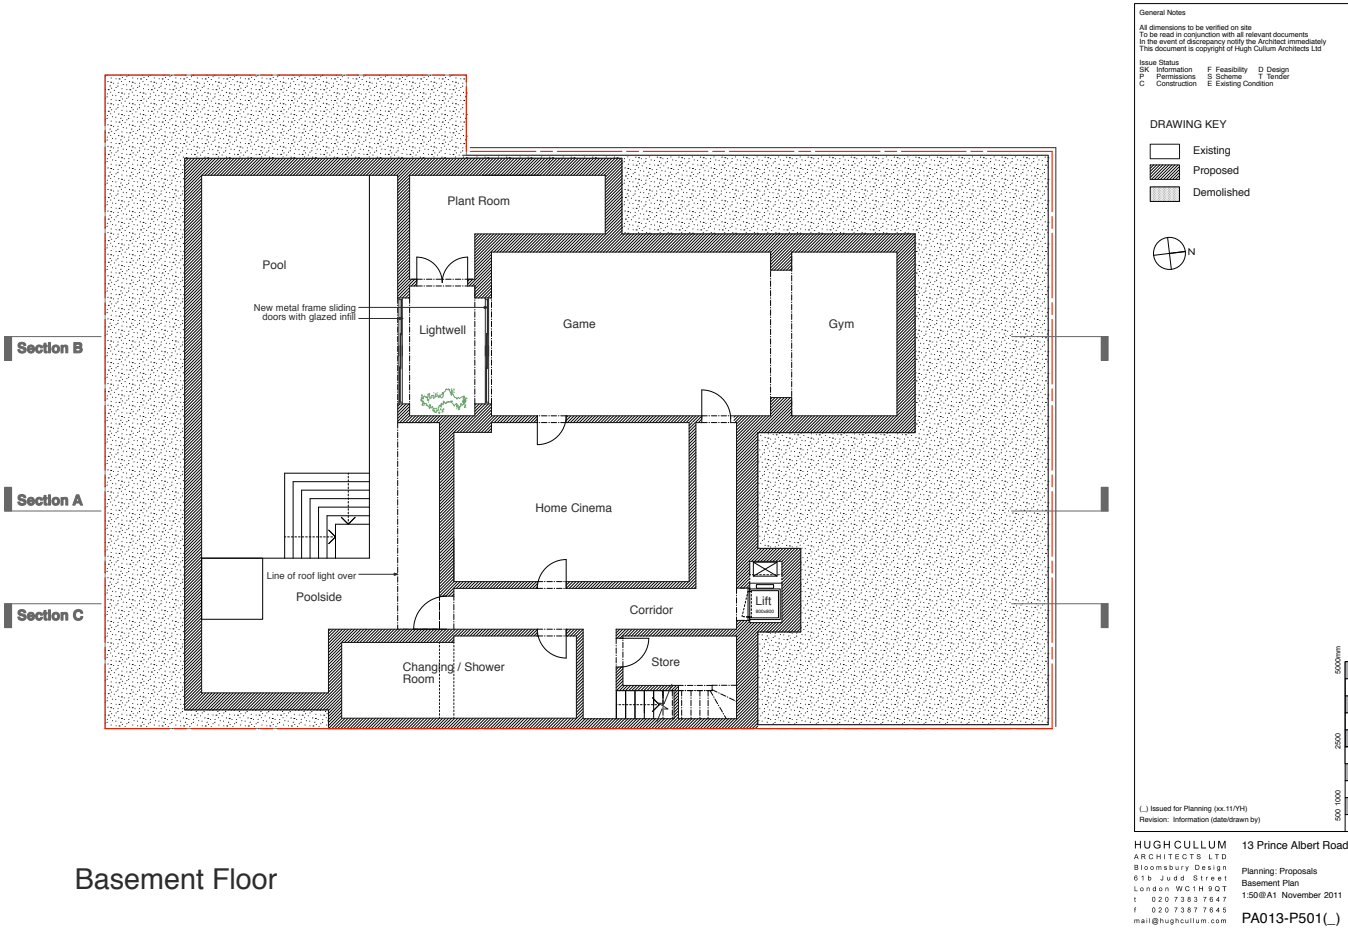 General Notes
All dimensions to be verified on site
To be read in conjunction with all relevant documents
In the event of discrepancy notify the Architect immediately
This document is copyright of Hugh Cullum Architects Ltd
Issue Status
SK Information F Feasibility D Design
P Permissions S Scheme T Tender
C Construction E Existing Condition
DRAWING KEY
Existing
Proposed
Demolished
N
Plant Room
Pool
New metal frame sliding
doors with glazed infill
Lightwell
Game
Gym
Section B
Section B
Section A
Home Cinema
Line of roof light over
Poolside
Section C
Corridor
Lift
800x800
Changing / Shower
Room
Store
5000mm
2500
1000
500
(_) Issued for Planning (xx.11/YH)
Revision: Information (date/drawn by)
Basement Floor
HUGH CULLUM
ARCHITECTS LTD
Bloomsbury Design
61b Judd Street
London WC1H 9QT
t 020 7383 7647
f 020 7387 7645
mail@hughcullum.com
13 Prince Albert Road
Planning: Proposals
Basement Plan
1:50@A1 November 2011
PA013-P501(_)